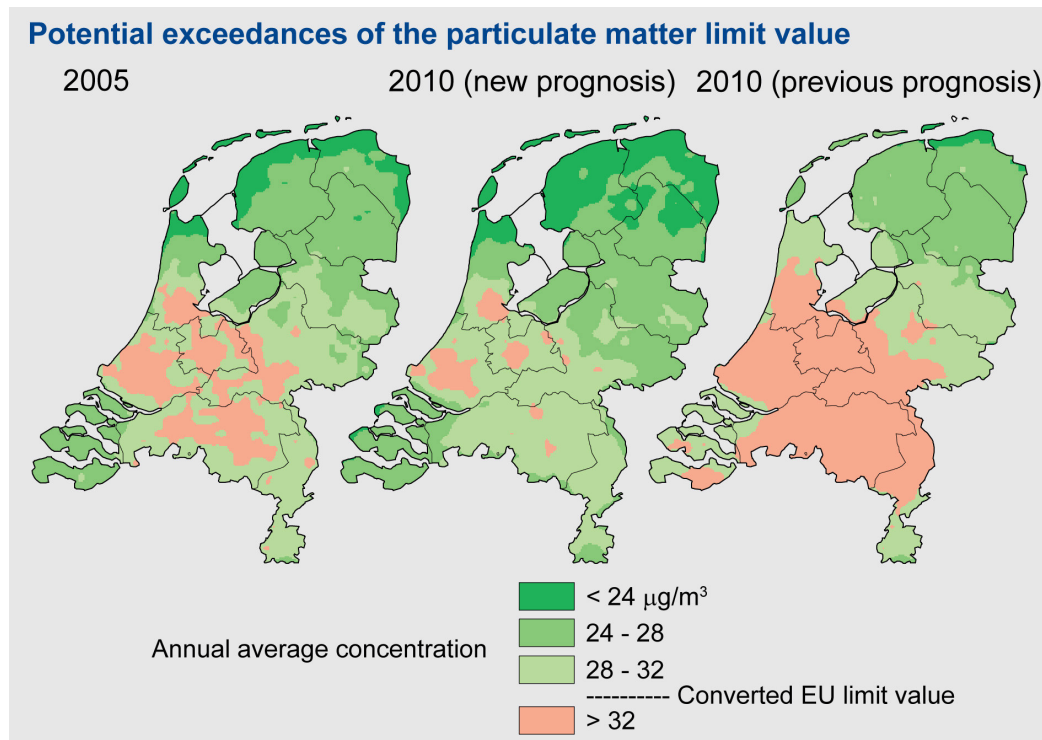 Potential exceedances of the particulate matter limit value
2005
2010 (new prognosis)
2010 (previous prognosis)
< 24 µg/m³
24 - 28
Annual average concentration
28 - 32
---------- Converted EU limit value
> 32